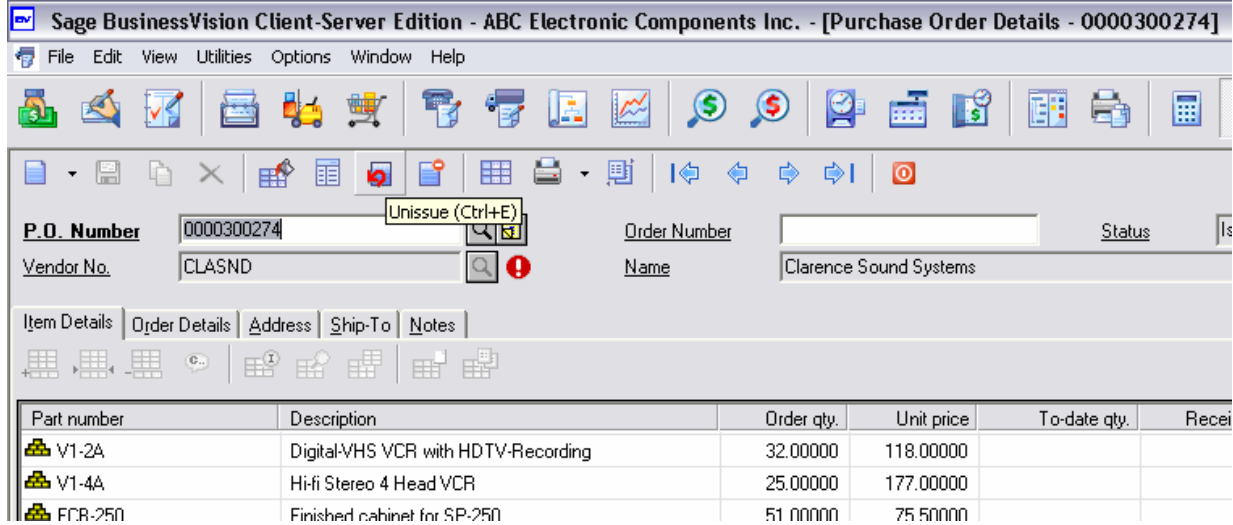 Sage BusinessVision Client-Server Edition - ABC Electronic Components Inc. - [Purchase Order Details - 0000300274]
File Edit View Utilities Options Window Help
Unissue (Ctrl+E)
P.O. Number 0000300274 Order Number Status Is
Vendor No. CLASND Name Clarence Sound Systems
Item Details Order Details Address Ship-To Notes
Part number Description Order qty. Unit price To-date qty. Recei
V1-2A Digital-VHS VCR with HDTV-Recording 32.00000 118.00000
V1-4A Hi-fi Stereo 4 Head VCR 25.00000 177.00000
FCB-250 Finished cabinet for SP-250 51.00000 75.50000